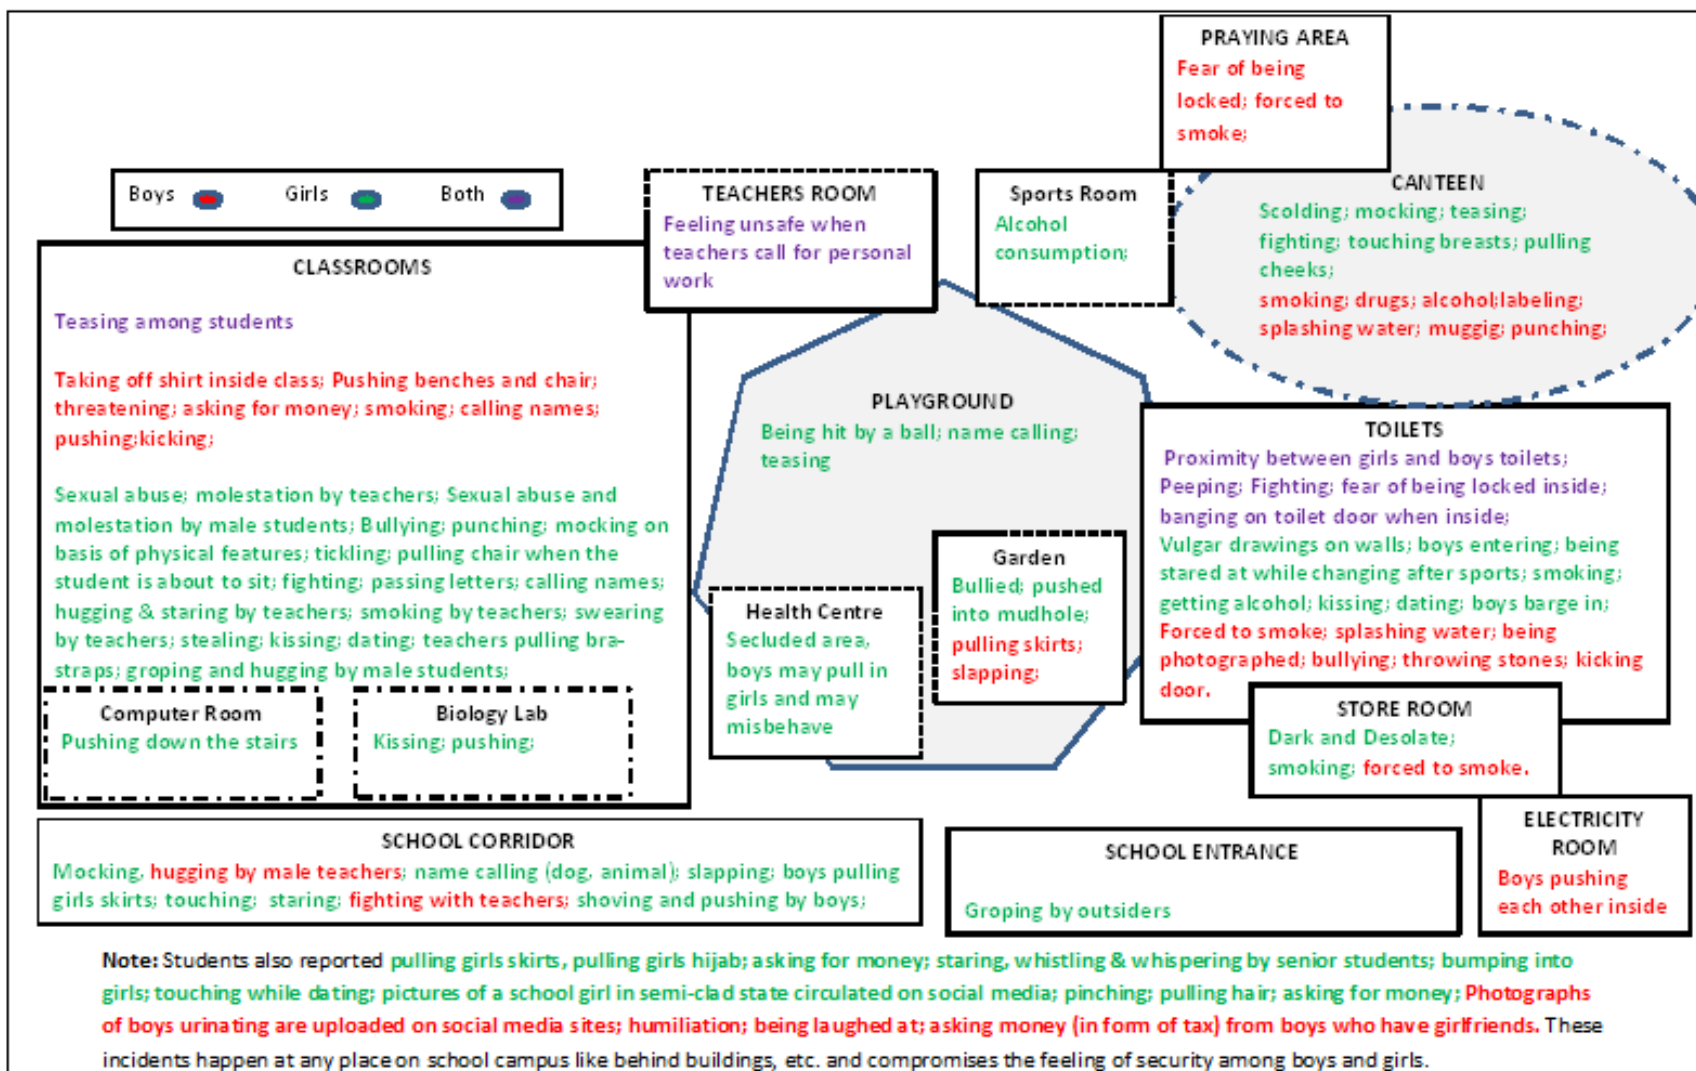 PRAYING AREA
Fear of being
locked; forced to
smoke;
Boys Girls Both
TEACHERS ROOM
Feeling unsafe when
teachers call for personal
work
Sports Room
Alcohol
consumption;
CANTEEN
Scolding; mocking; teasing;
fighting; touching breasts; pulling
cheeks;
smoking; drugs; alcohol;labeling;
splashing water; muggig; punching;
CLASSROOMS
Teasing among students
Taking off shirt inside class; Pushing benches and chair;
threatening; asking for money; smoking; calling names;
pushing;kicking;
Sexual abuse; molestation by teachers; Sexual abuse and
molestation by male students; Bullying; punching; mocking on
basis of physical features; tickling; pulling chair when the
student is about to sit; fighting; passing letters; calling names;
hugging & staring by teachers; smoking by teachers; swearing
by teachers; stealing; kissing; dating; teachers pulling bra-
straps; groping and hugging by male students;
Computer Room
Pushing down the stairs
Biology Lab
Kissing; pushing;
PLAYGROUND
Being hit by a ball; name calling;
teasing
Health Centre
Secluded area,
boys may pull in
girls and may
misbehave
Garden
Bullied; pushed
into mudhole;
pulling skirts;
slapping;
TOILETS
Proximity between girls and boys toilets;
Peeping; Fighting; fear of being locked inside;
banging on toilet door when inside;
Vulgar drawings on walls; boys entering; being
stared at while changing after sports; smoking;
getting alcohol; kissing; dating; boys barge in;
Forced to smoke; splashing water; being
photographed; bullying; throwing stones; kicking
door.
STORE ROOM
Dark and Desolate;
smoking; forced to smoke.
ELECTRICITY
ROOM
Boys pushing
each other inside
SCHOOL CORRIDOR
Mocking, hugging by male teachers; name calling (dog, animal); slapping; boys pulling
girls skirts; touching; staring; fighting with teachers; shoving and pushing by boys;
SCHOOL ENTRANCE
Groping by outsiders
Note: Students also reported pulling girls skirts, pulling girls hijab; asking for money; staring, whistling & whispering by senior students; bumping into
girls; touching while dating; pictures of a school girl in semi-clad state circulated on social media; pinching; pulling hair; asking for money; Photographs
of boys urinating are uploaded on social media sites; humiliation; being laughed at; asking money (in form of tax) from boys who have girlfriends. These
incidents happen at any place on school campus like behind buildings, etc. and compromises the feeling of security among boys and girls.